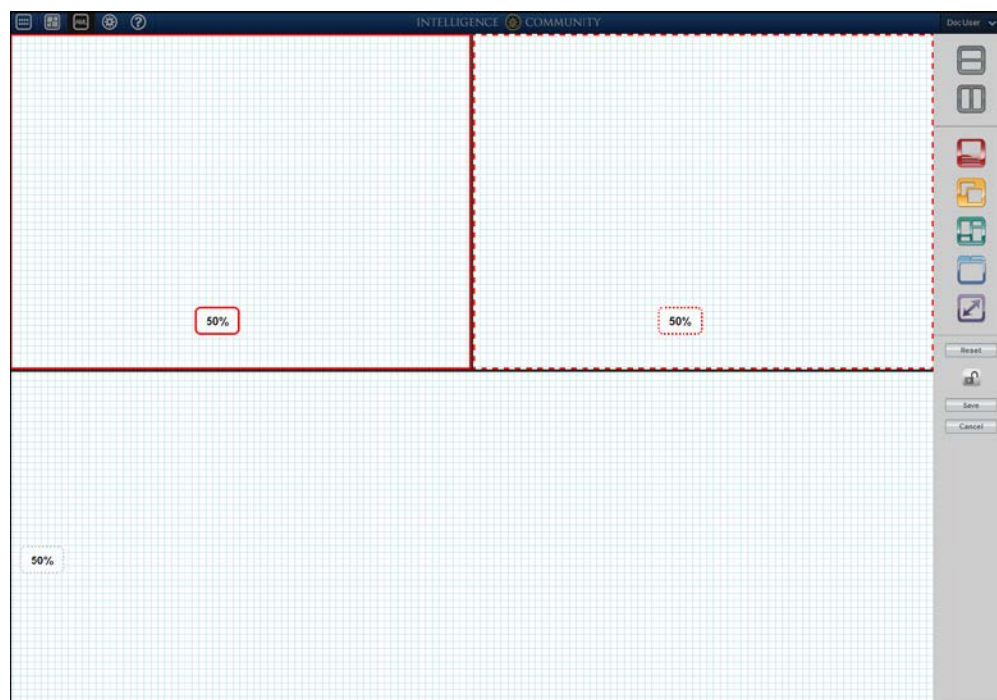 INTELLIGENCE COMMUNITY
DocUser
50%
50%
Reset
Save
Cancel
50%